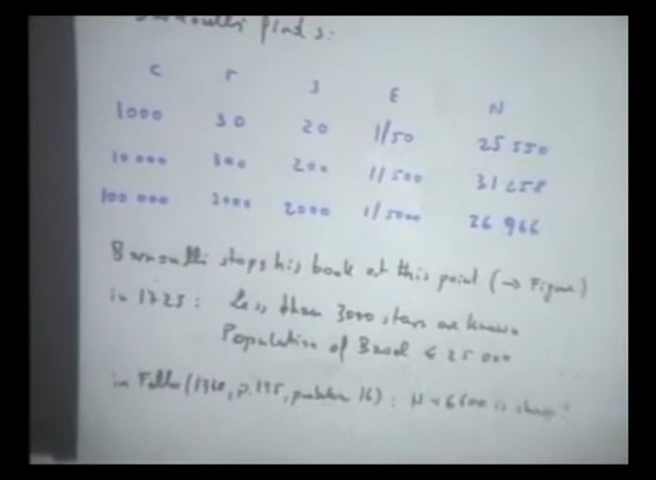 Bernoulli finds:
C r s E N
1000 30 20 1/50 25 550
10 000 300 200 1/500 31 258
100 000 3000 2000 1/5000 36 966
Bernoulli stops his book at this point (→ Figure)
in 1725: Less than 3000 stars are known
Population of Basel < 25 000
in Feller (p. 195, problem 16): N = 6600 is